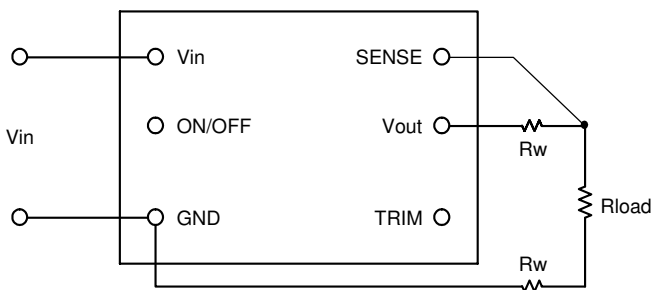 Vin SENSE
ON/OFF Vout
Vin
Rw
GND TRIM
Rload
Rw